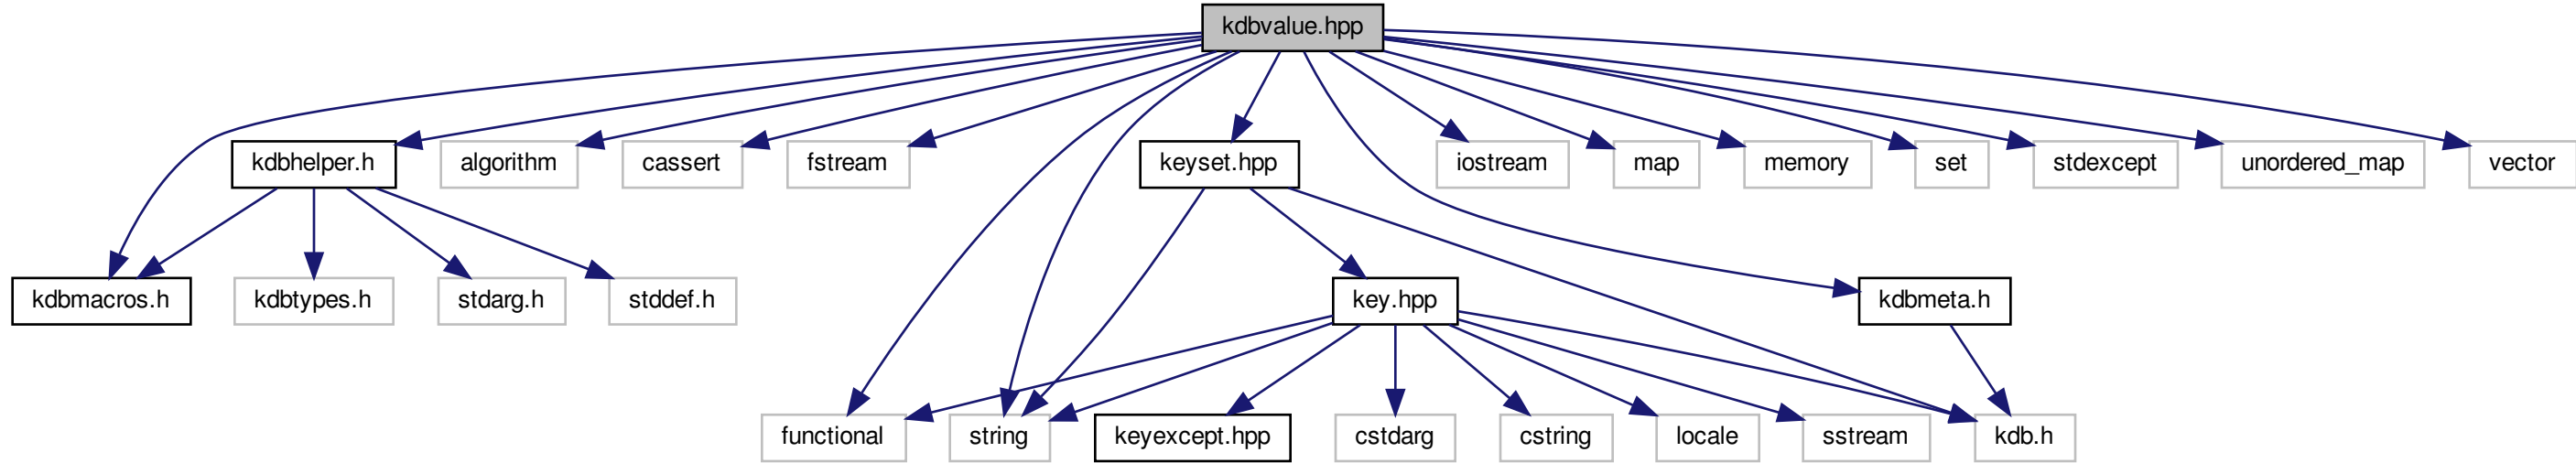 kdbvalue.hpp
kdbhelper.h
algorithm
cassert
fstream
keyset.hpp
iostream
map
memory
set
stdexcept
unordered_map
vector
kdbmacros.h
kdbtypes.h
stdarg.h
stddef.h
key.hpp
kdbmeta.h
functional
string
keyexcept.hpp
cstdarg
cstring
locale
sstream
kdb.h